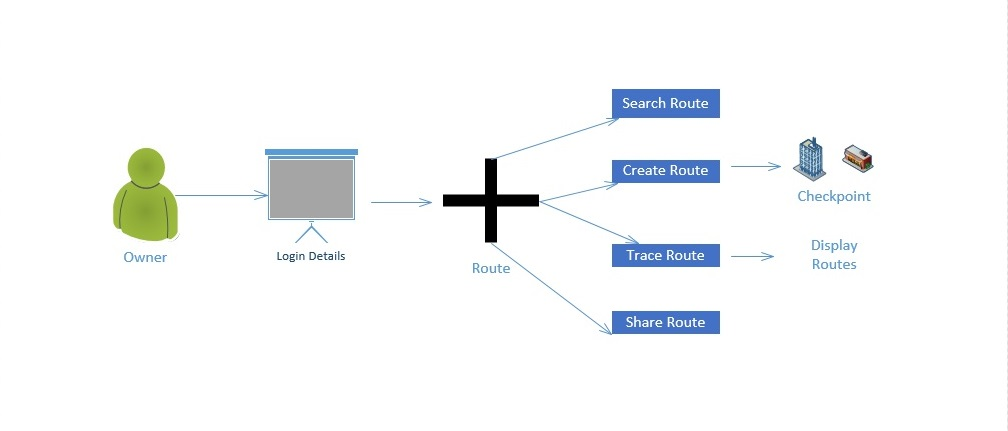 Owner
Login Details
Route
Search Route
Create Route
Trace Route
Share Route
Checkpoint
Display
Routes